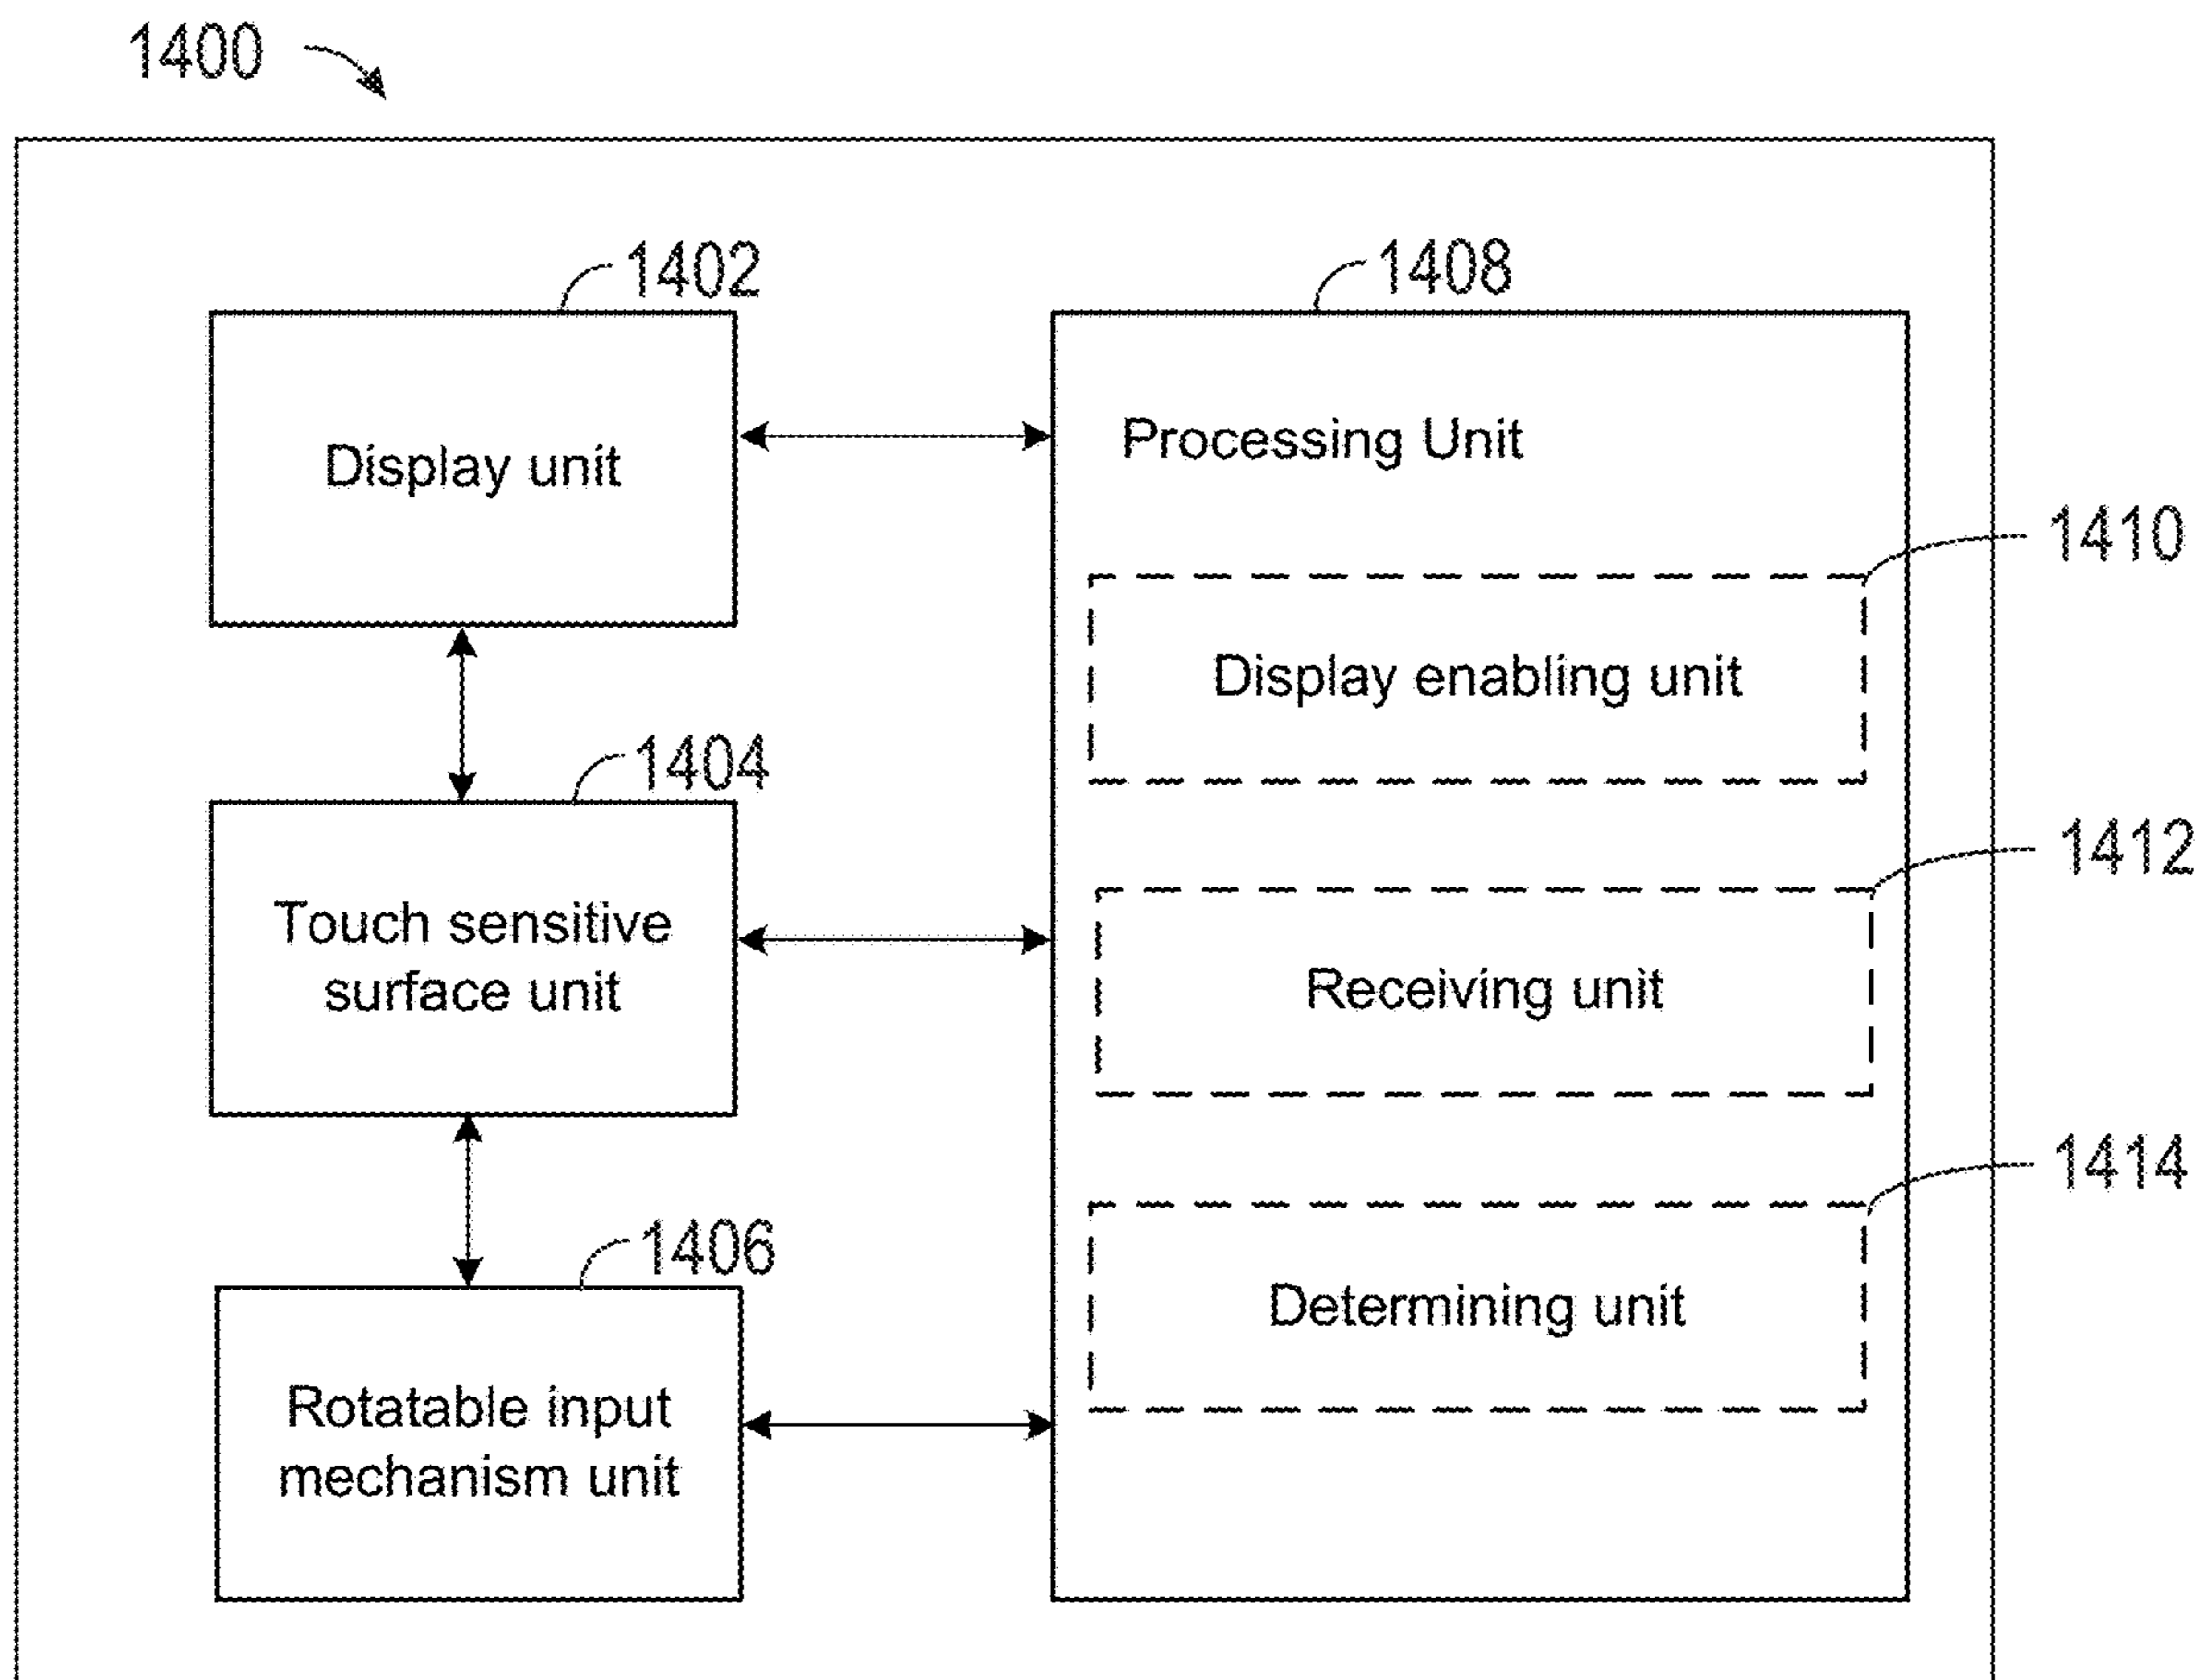 1400
1402
1408
Display unit
Processing Unit
1410
Display enabling unit
1404
1412
Touch sensitive
surface unit
Receiving unit
1414
1406
Determining unit
Rotatable input
mechanism unit